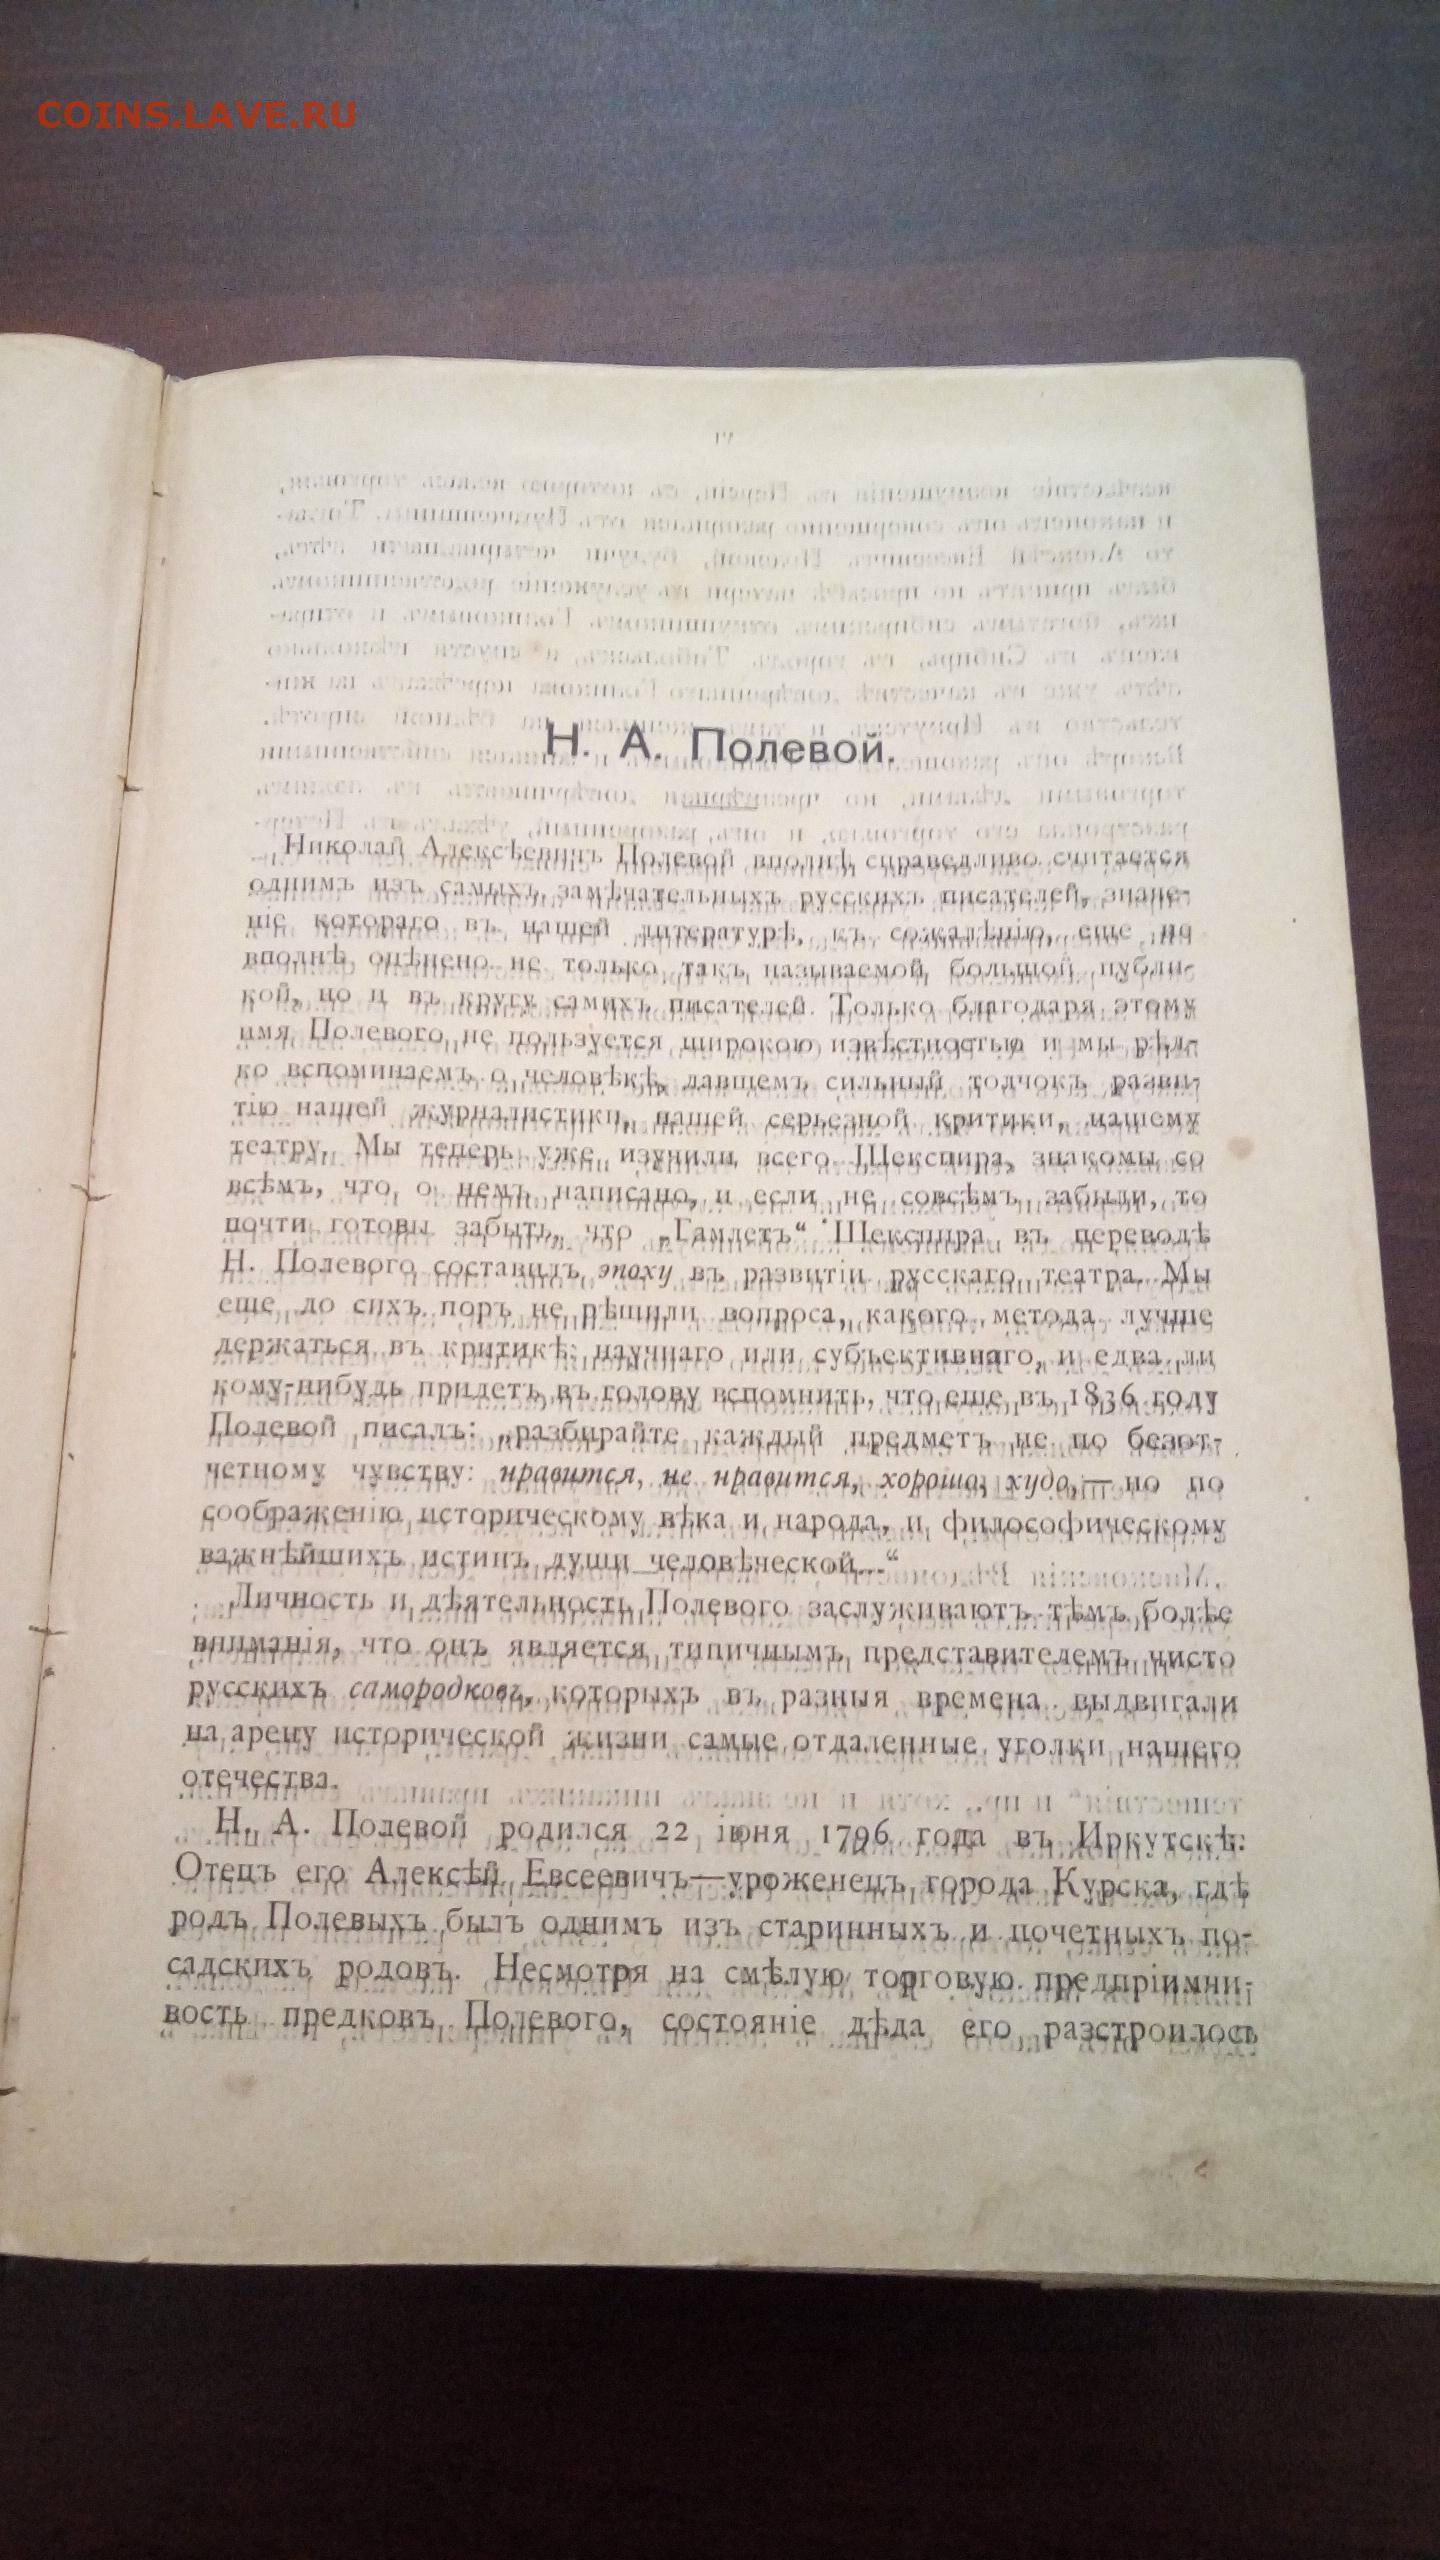 COINS.LAVE.RU
Н. А. Полевой.
Николай Алексѣевичъ Полевой вполнѣ справедливо считается
однимъ изъ самыхъ замѣчательныхъ русскихъ писателей, значе-
ніе котораго въ нашей литературѣ, къ сожалѣнію, еще не
вполнѣ оцѣнено не только такъ называемой большой публи-
кой, но и въ кругу самихъ писателей. Только благодаря этому
имя Полевого не пользуется широкою извѣстностью и мы рѣд-
ко вспоминаемъ о человѣкѣ, давшемъ сильный толчокъ разви-
тію нашей журналистики, нашей серьезной критики, нашему
театру. Мы теперь уже изучили всего Шекспира, знакомы со
всѣмъ, что о немъ написано, и если не совсѣмъ забыли, то
почти готовы забыть, что „Гамлетъ“ Шекспира въ переводѣ
Н. Полевого составилъ эпоху въ развитіи русскаго театра. Мы
еще до сихъ поръ не рѣшили вопроса, какого метода лучше
держаться въ критикѣ: научнаго или субъективнаго, и едва ли
кому-нибудь придетъ въ голову вспомнить, что еще въ 1836 году
Полевой писалъ: „разбирайте каждый предметъ не по безот-
четному чувству: нравится, не нравится, хорошо, худо,—но по
соображенію историческому вѣка и народа, и философическому
важнѣйшихъ истинъ души человѣческой...“
Личность и дѣятельность Полевого заслуживаютъ тѣмъ болѣе
вниманія, что онъ является типичнымъ представителемъ чисто
русскихъ самородковъ, которыхъ въ разныя времена выдвигали
на арену исторической жизни самые отдаленные уголки нашего
отечества.
Н. А. Полевой родился 22 іюня 1796 года въ Иркутскѣ.
Отецъ его Алексѣй Евсеевичъ—уроженецъ города Курска, гдѣ
родъ Полевыхъ былъ однимъ изъ старинныхъ и почетныхъ по-
садскихъ родовъ. Несмотря на смѣлую торговую предпріимчи-
вость предковъ Полевого, состояніе дѣда его разстроилось